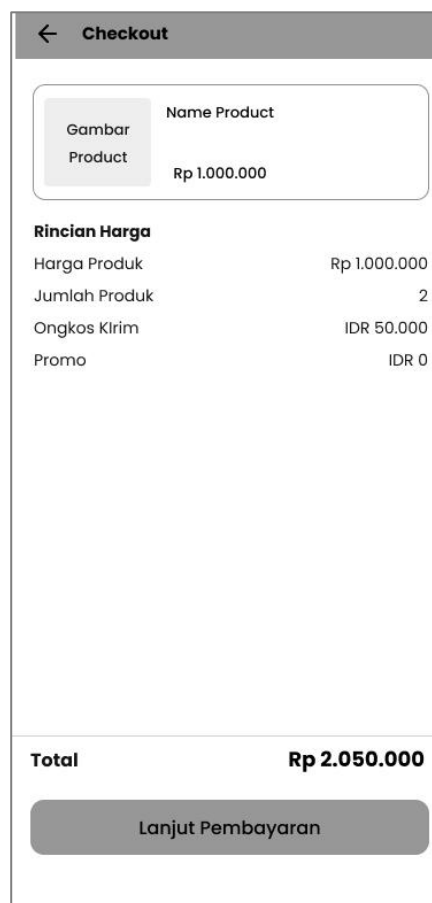 Checkout
Gambar
Product
Name Product
Rp 1.000.000
Rincian Harga
Harga Produk Rp 1.000.000
Jumlah Produk 2
Ongkos KIrim IDR 50.000
Promo IDR 0
Total Rp 2.050.000
Lanjut Pembayaran